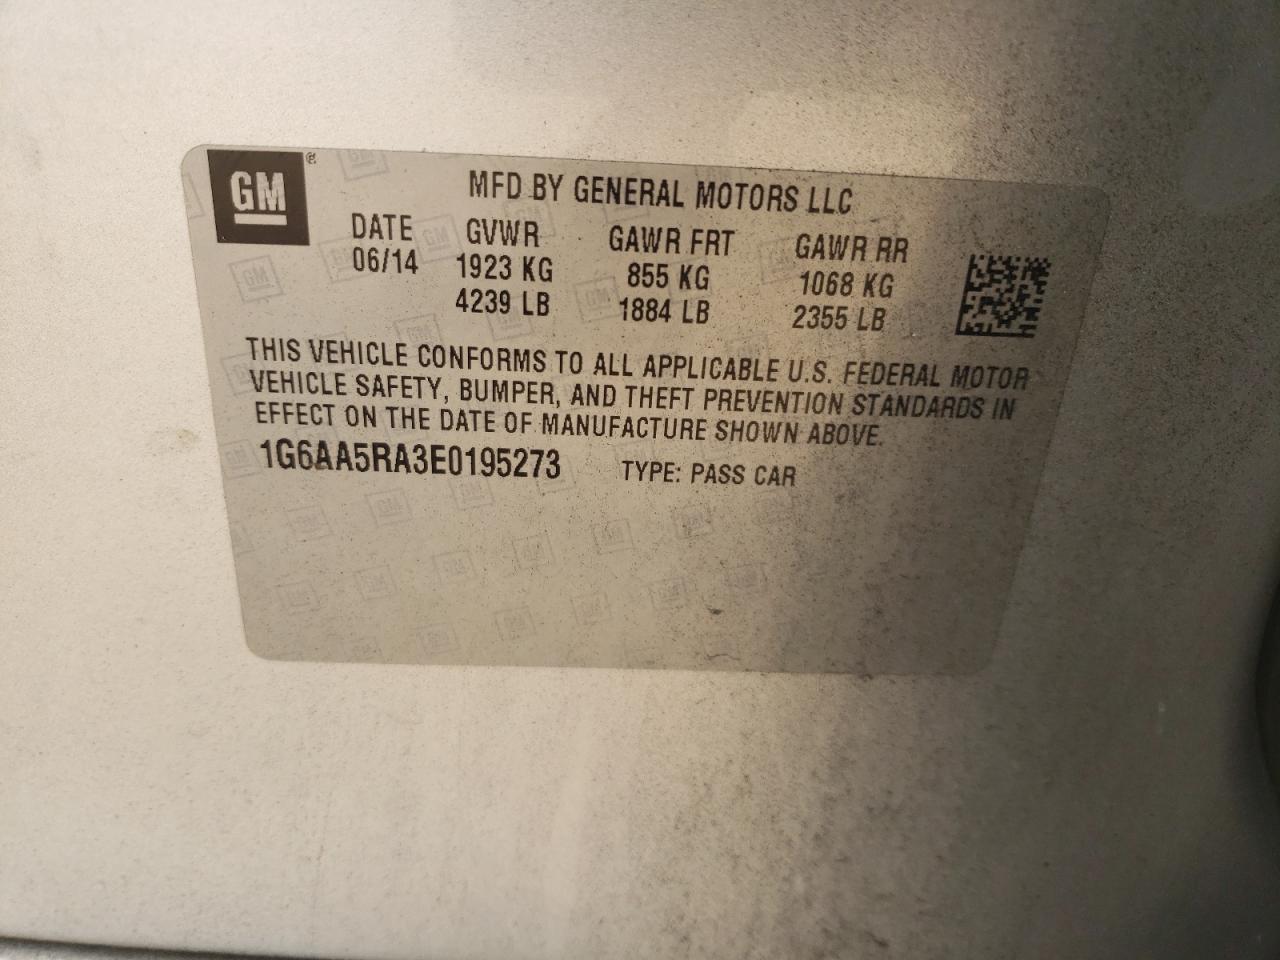 GM ®
MFD BY GENERAL MOTORS LLC
DATE GVWR GAWR FRT GAWR RR
06/14 1923 KG 855 KG 1068 KG
4239 LB 1884 LB 2355 LB
THIS VEHICLE CONFORMS TO ALL APPLICABLE U.S. FEDERAL MOTOR
VEHICLE SAFETY, BUMPER, AND THEFT PREVENTION STANDARDS IN
EFFECT ON THE DATE OF MANUFACTURE SHOWN ABOVE.
1G6AA5RA3E0195273 TYPE: PASS CAR